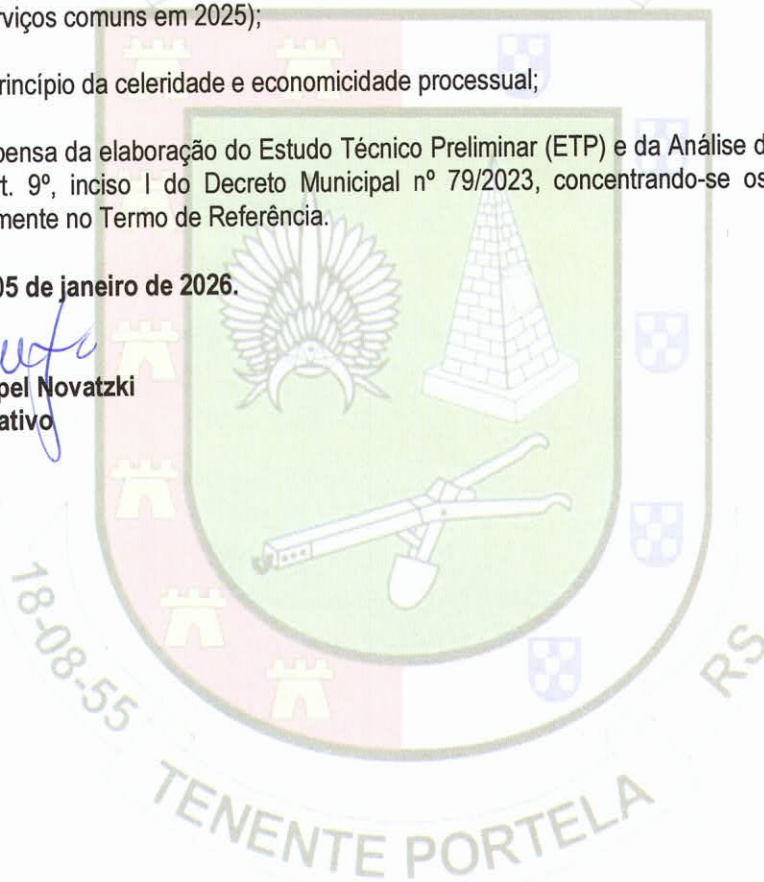 rviços comuns em 2025);
rincípio da celeridade e economicidade processual;
pensa da elaboração do Estudo Técnico Preliminar (ETP) e da Análise d
rt. 9º, inciso I do Decreto Municipal nº 79/2023, concentrando-se os
mente no Termo de Referência.
05 de janeiro de 2026.
pel Novatzki
ativo
18-08-55
TENENTE PORTELA
RS